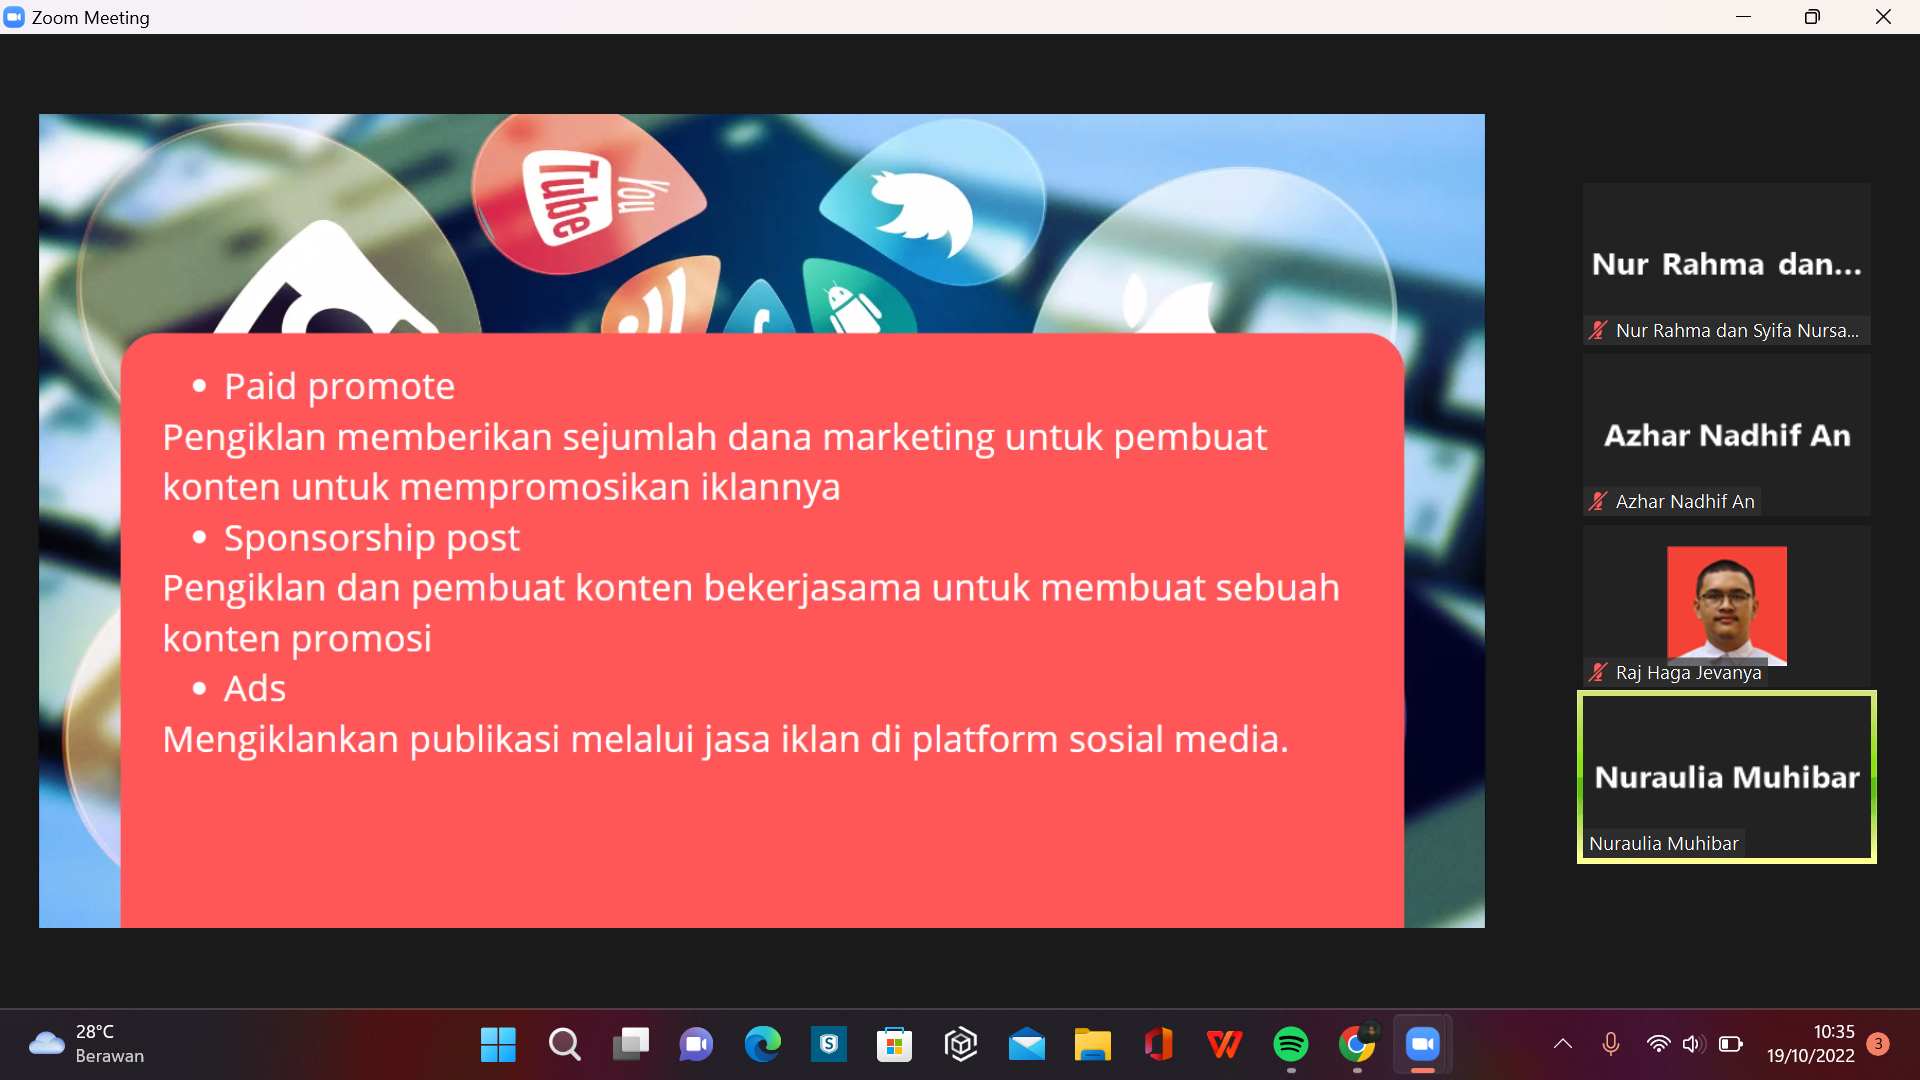 Zoom Meeting
You
Tube
• Paid promote
Pengiklan memberikan sejumlah dana marketing untuk pembuat
konten untuk mempromosikan iklannya
• Sponsorship post
Pengiklan dan pembuat konten bekerjasama untuk membuat sebuah
konten promosi
• Ads
Mengiklankan publikasi melalui jasa iklan di platform sosial media.
Nur Rahma dan...
Nur Rahma dan Syifa Nursa...
Azhar Nadhif An
Azhar Nadhif An
Raj Haga Jevanya
Nuraulia Muhibar
Nuraulia Muhibar
28°C
Berawan
S
W
10:35
19/10/2022
3